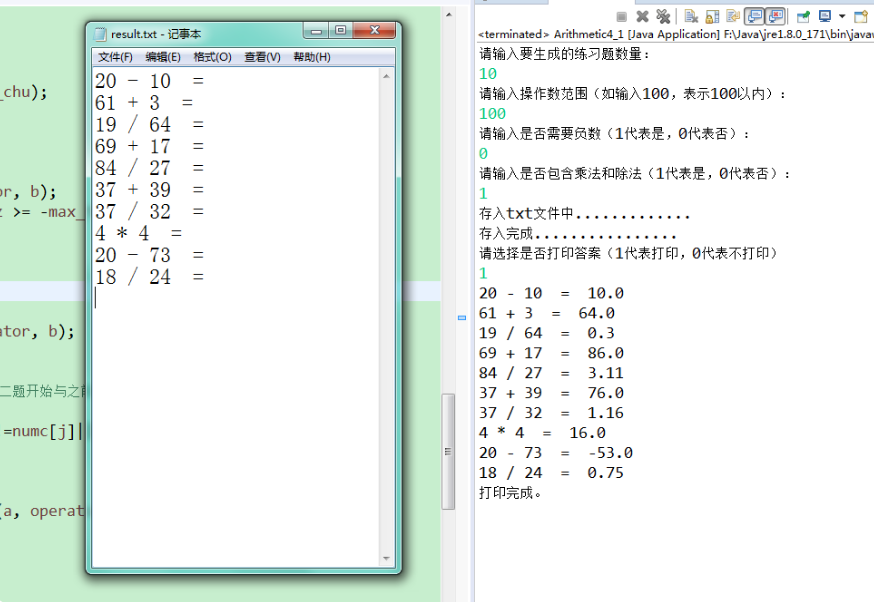 _chu);
or, b);
z >= -max_
ator, b);
二题开始与之前
=numc[j]|
(a, operat
result.txt - 记事本
文件(F) 编辑(E) 格式(O) 查看(V) 帮助(H)
20 - 10 =
61 + 3 =
19 / 64 =
69 + 17 =
84 / 27 =
37 + 39 =
37 / 32 =
4 * 4 =
20 - 73 =
18 / 24 =
<terminated> Arithmetic4_1 [Java Application] F:\Java\jre1.8.0_171\bin\javaw
请输入要生成的练习题数量：
10
请输入操作数范围（如输入100，表示100以内）：
100
请输入是否需要负数（1代表是，0代表否）：
0
请输入是否包含乘法和除法（1代表是，0代表否）：
1
存入txt文件中.............
存入完成................
请选择是否打印答案（1代表打印，0代表不打印）
1
20 - 10 = 10.0
61 + 3 = 64.0
19 / 64 = 0.3
69 + 17 = 86.0
84 / 27 = 3.11
37 + 39 = 76.0
37 / 32 = 1.16
4 * 4 = 16.0
20 - 73 = -53.0
18 / 24 = 0.75
打印完成。